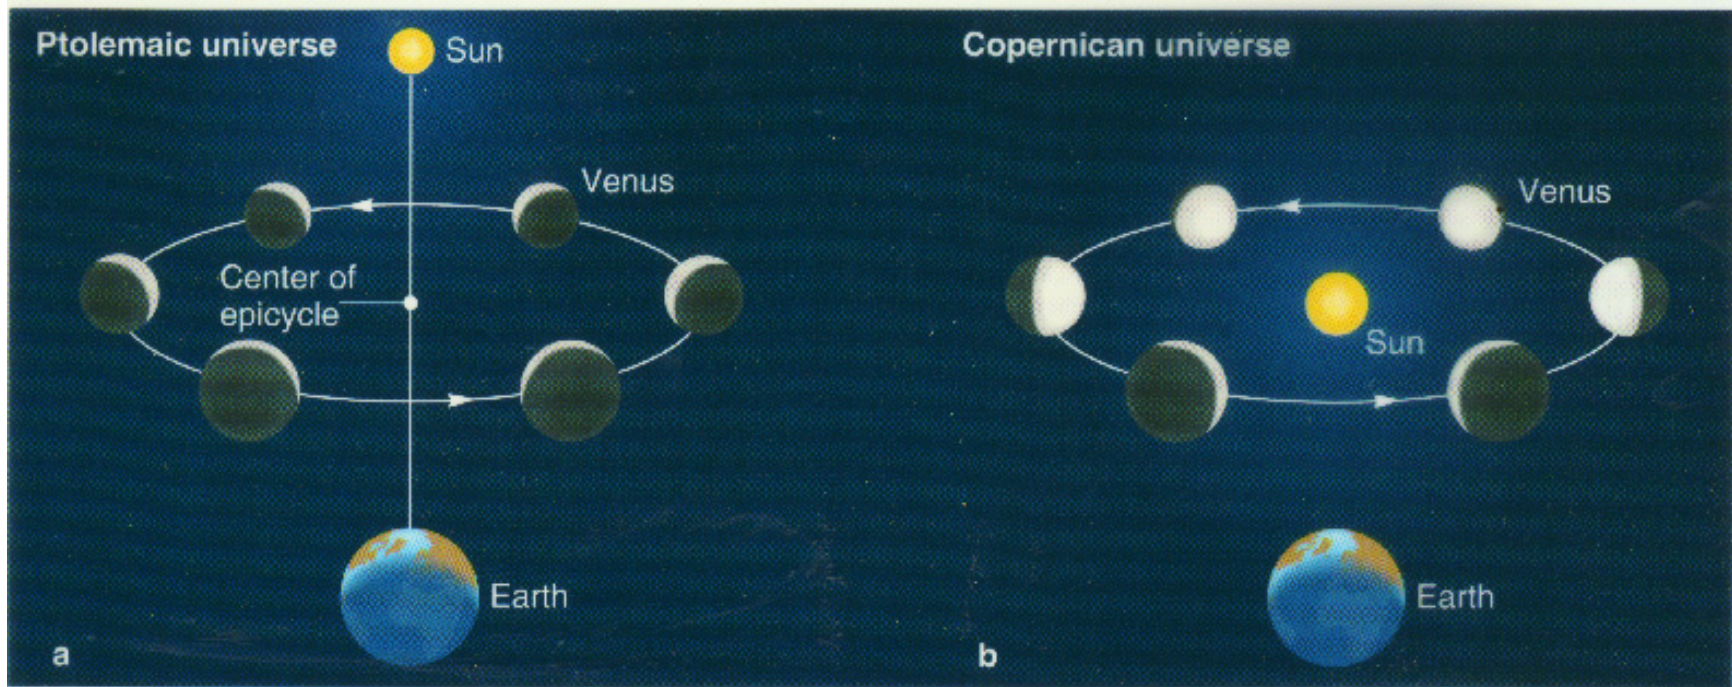 Ptolemaic universe
Sun
Venus
Center of
epicycle
Earth
a
Copernican universe
Venus
Sun
Earth
b